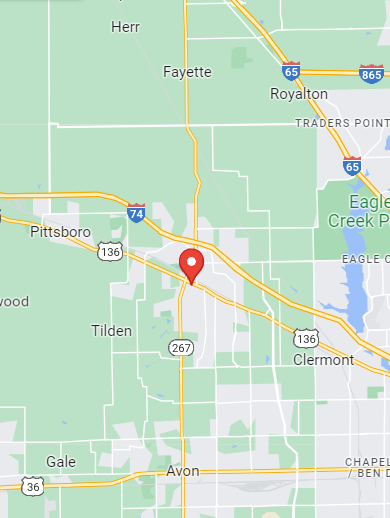 Herr
Fayette
65
865
Royalton
TRADERS POINT
65
Eagle
Creek P
74
Pittsboro
136
EAGLE C
wood
Tilden
136
267
Clermont
Gale
Avon
CHAPEL
/ BEN D
36